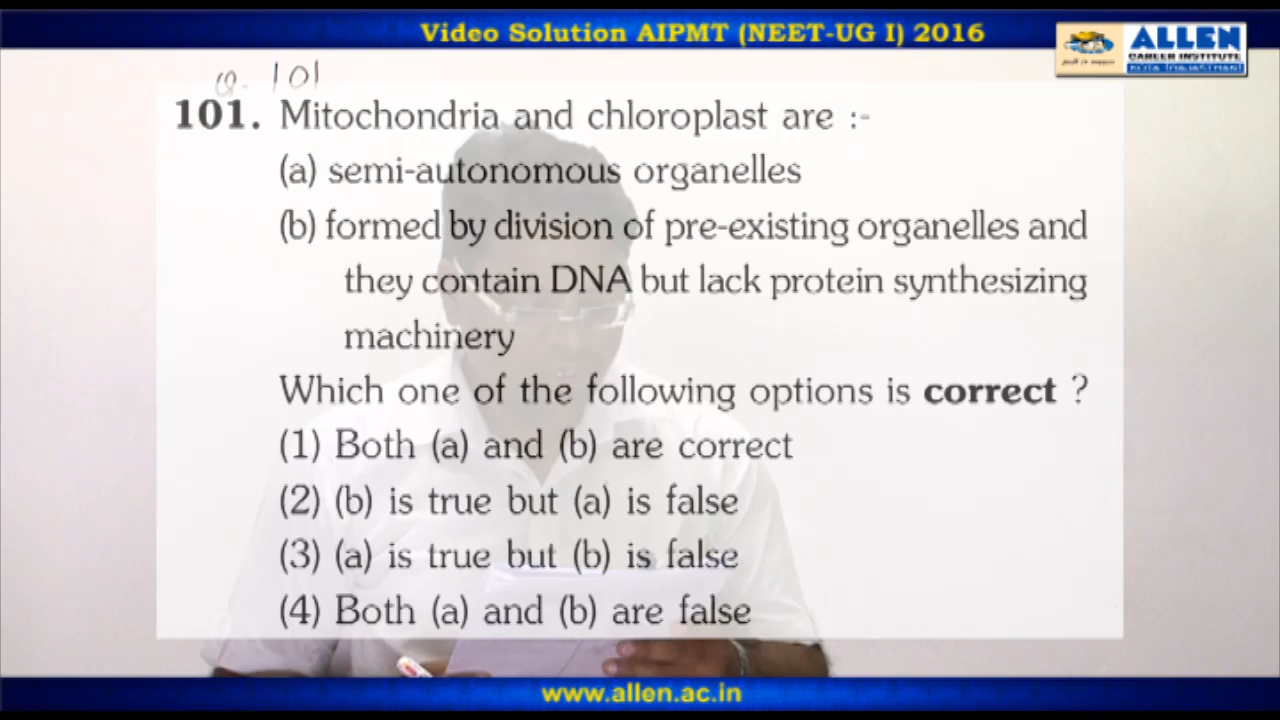 Video Solution AIPMT (NEET-UG I) 2016
ALLEN
CAREER INSTITUTE
KOTA (RAJASTHAN)
Q. 101
101. Mitochondria and chloroplast are :-
(a) semi-autonomous organelles
(b) formed by division of pre-existing organelles and
they contain DNA but lack protein synthesizing
machinery
Which one of the following options is correct ?
(1) Both (a) and (b) are correct
(2) (b) is true but (a) is false
(3) (a) is true but (b) is false
(4) Both (a) and (b) are false
www.allen.ac.in